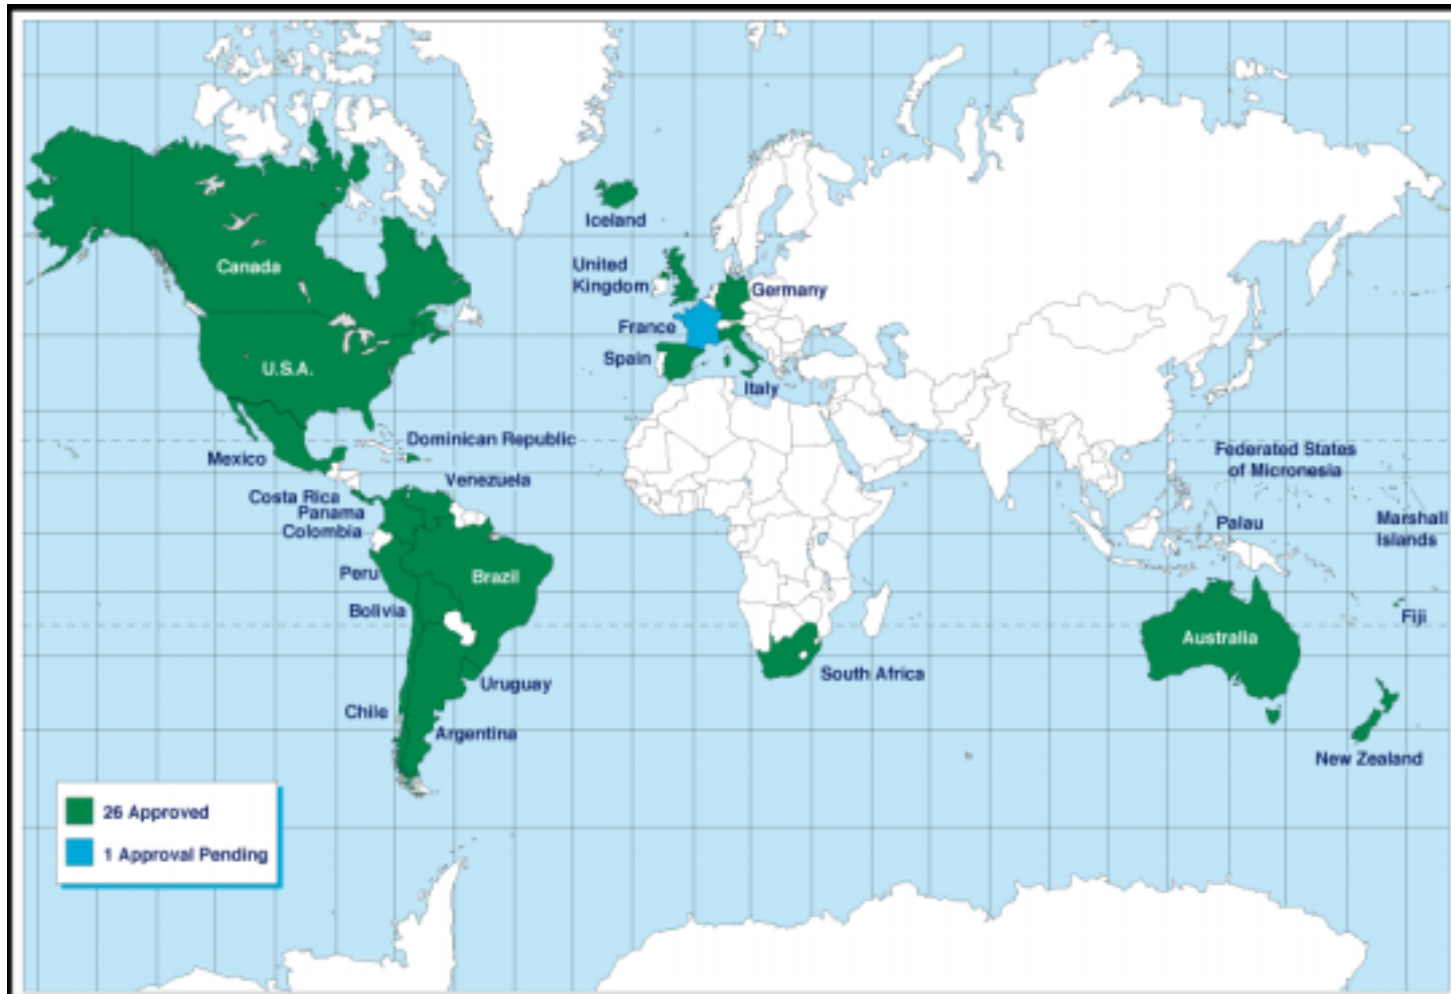 Iceland
Canada
United
Kingdom
Germany
France
Spain
U.S.A.
Italy
Dominican Republic
Mexico
Federated States
of Micronesia
Venezuela
Costa Rica
Panama
Colombia
Palau
Marshall
Islands
Peru
Brazil
Bolivia
Fiji
Australia
South Africa
Uruguay
Chile
Argentina
New Zealand
26 Approved
1 Approval Pending